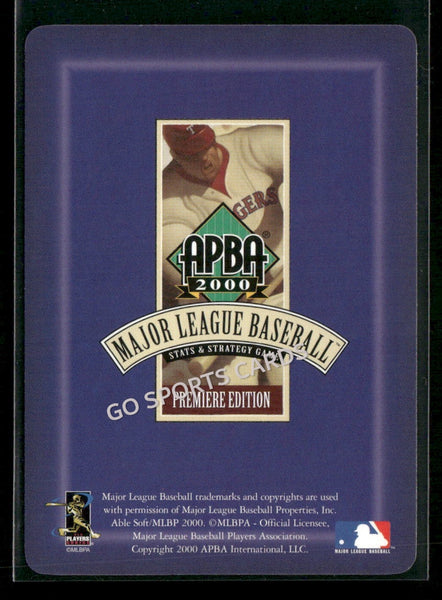 T
GERS
APBA®
2000
MAJOR LEAGUE BASEBALL™
STATS & STRATEGY GAME
GO SPORTS CARDS
PREMIERE EDITION
Major League Baseball trademarks and copyrights are used
with permission of Major League Baseball Properties, Inc.
Able Soft/MLBP 2000. ©MLBPA - Official Licensee,
Major League Baseball Players Association.
Copyright 2000 APBA International, LLC.
PLAYERS
CHOICE
©MLBPA
MAJOR LEAGUE BASEBALL